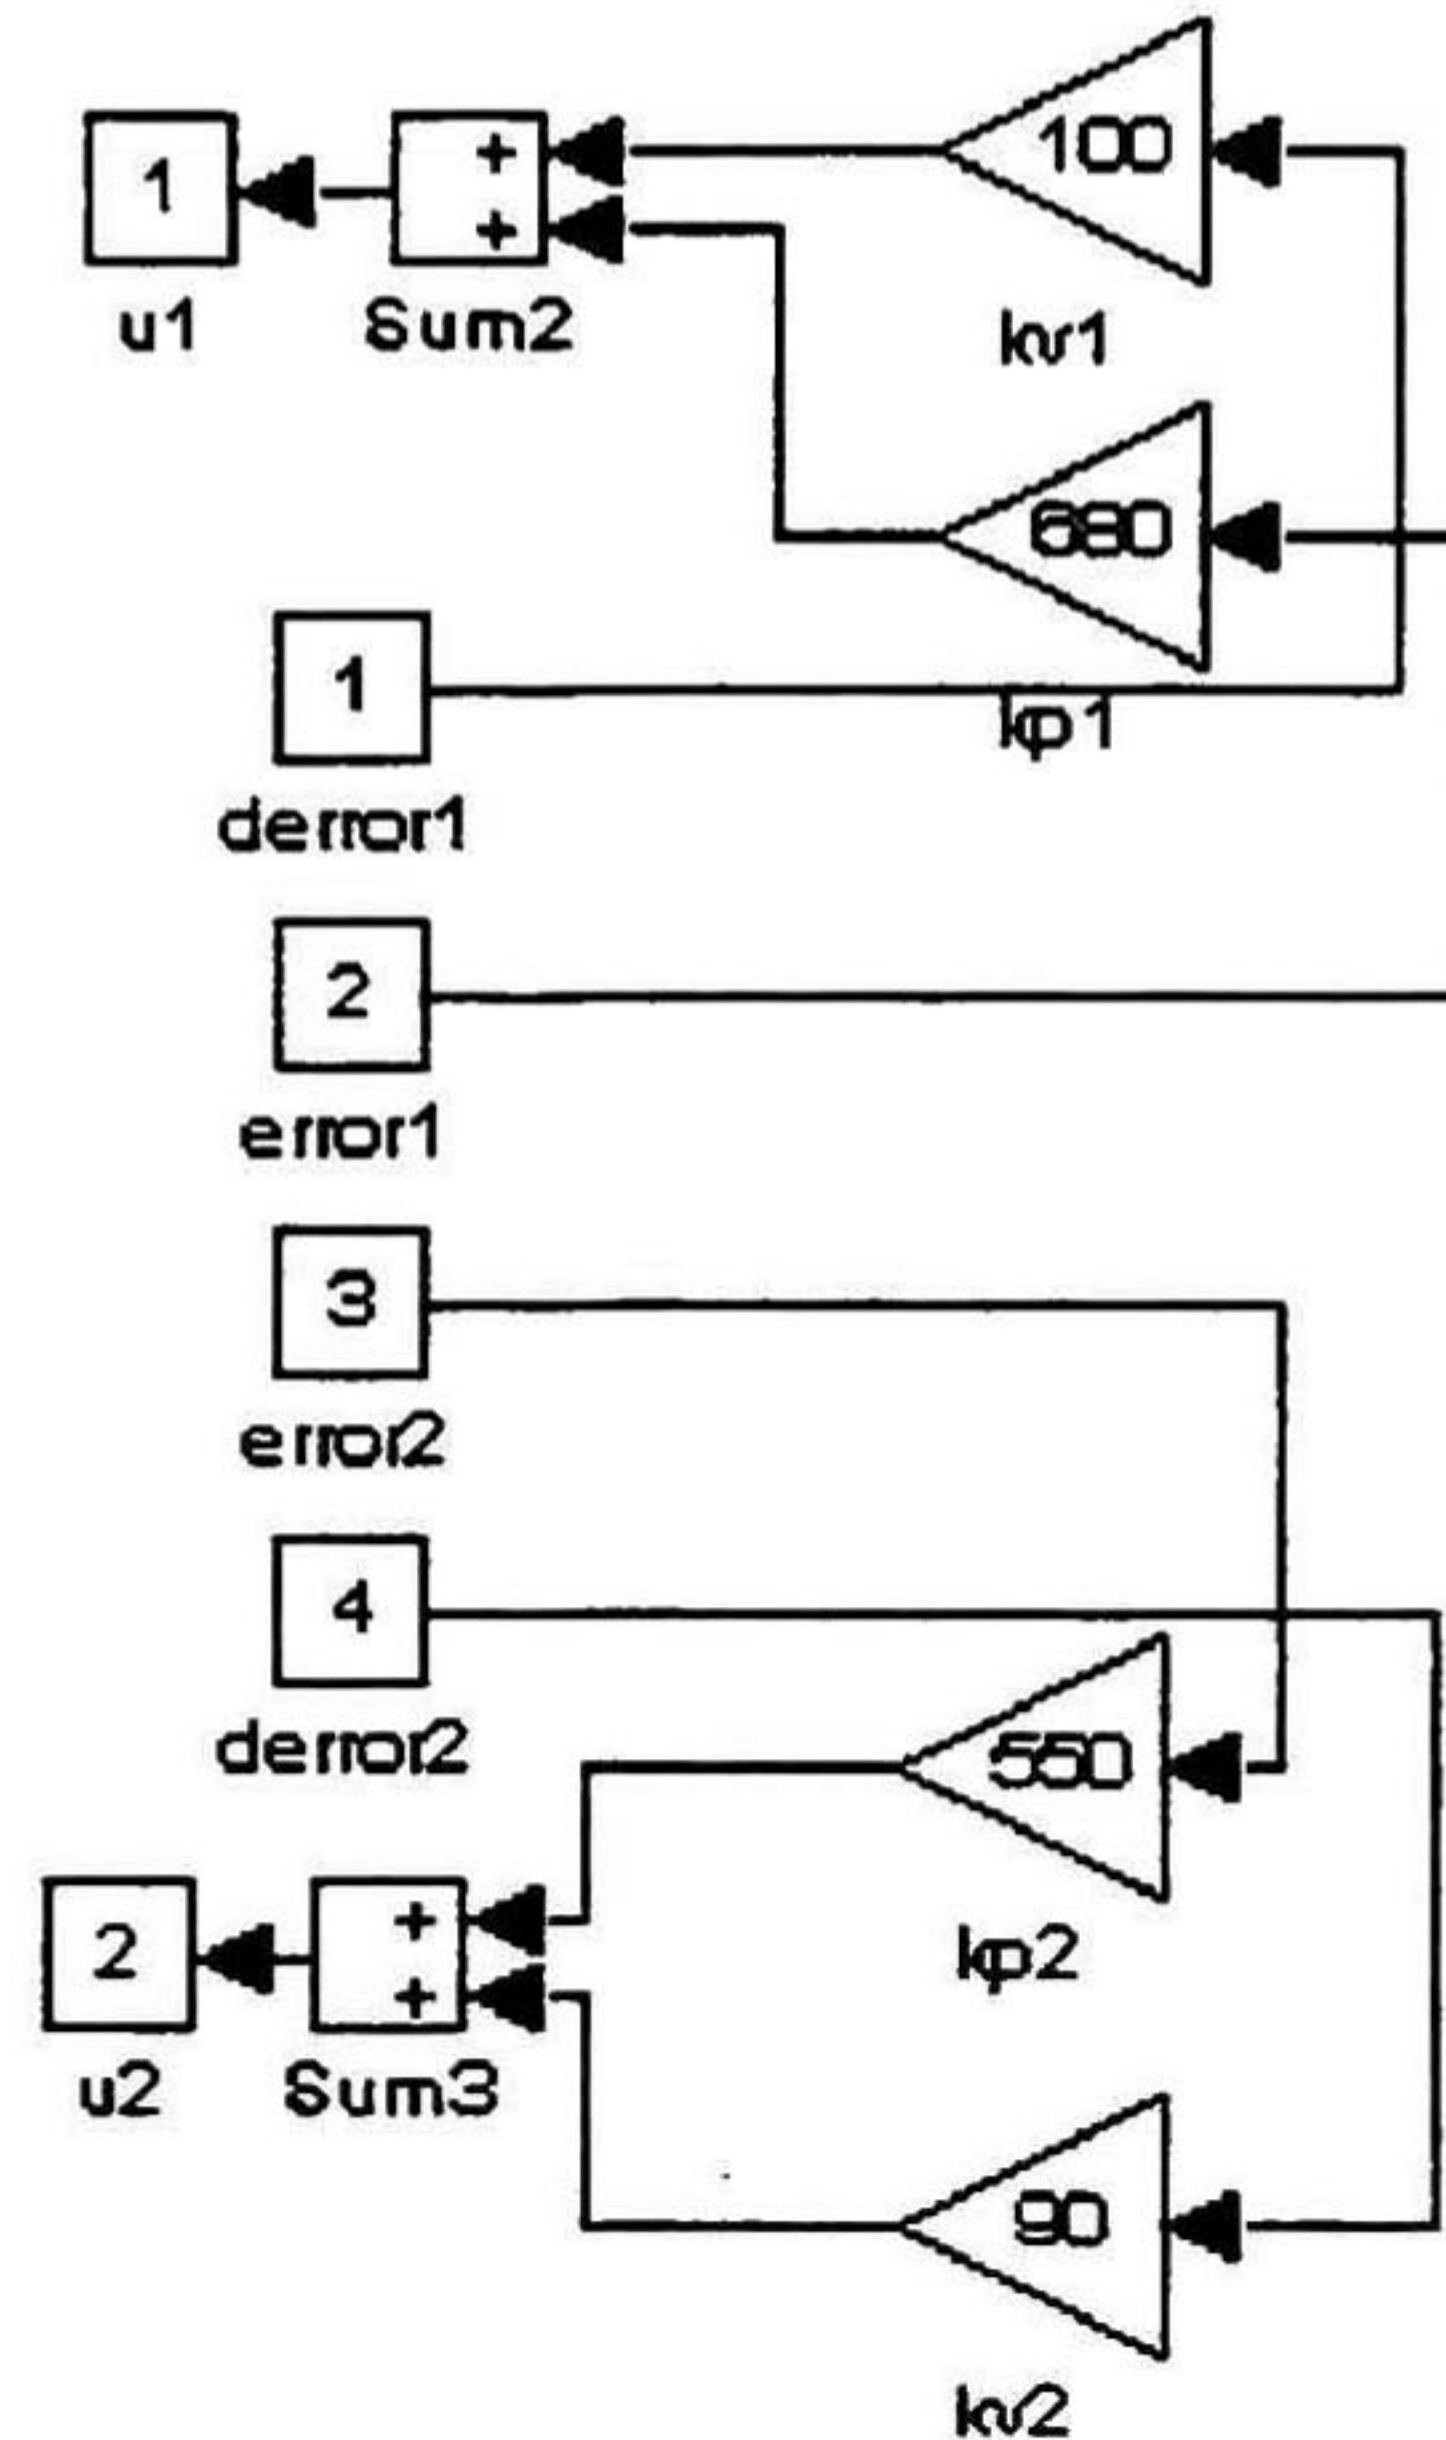 100
1
+
+
u1
Sum2
kv1
680
1
kp1
derror1
2
error1
3
error2
4
derror2
550
2
+
+
kp2
u2
Sum3
90
kv2